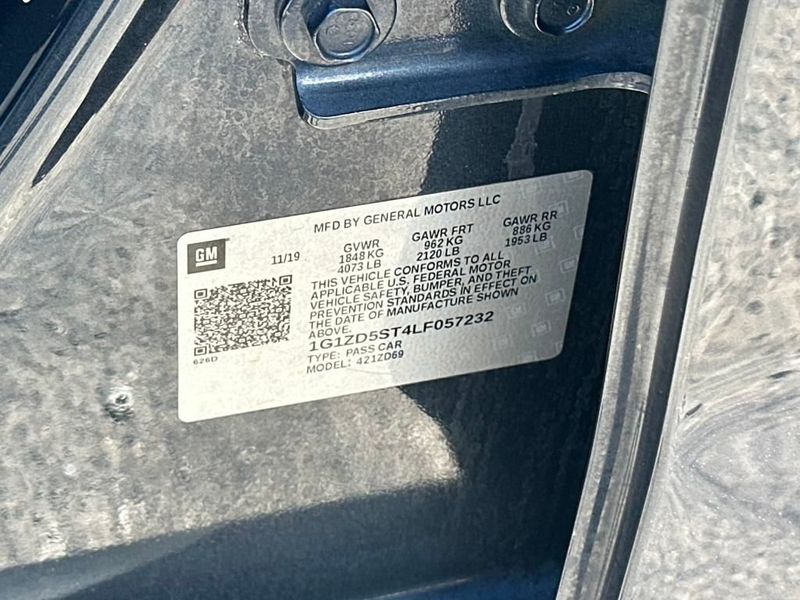 MFD BY GENERAL MOTORS LLC
GM
11/19
GVWR
1848 KG
4073 LB
GAWR FRT
962 KG
2120 LB
GAWR RR
886 KG
1953 LB
THIS VEHICLE CONFORMS TO ALL
APPLICABLE U.S. FEDERAL MOTOR
VEHICLE SAFETY, BUMPER, AND THEFT
PREVENTION STANDARDS IN EFFECT ON
THE DATE OF MANUFACTURE SHOWN
ABOVE.
1G1ZD5ST4LF057232
TYPE: PASS CAR
MODEL: 421ZD69
626D